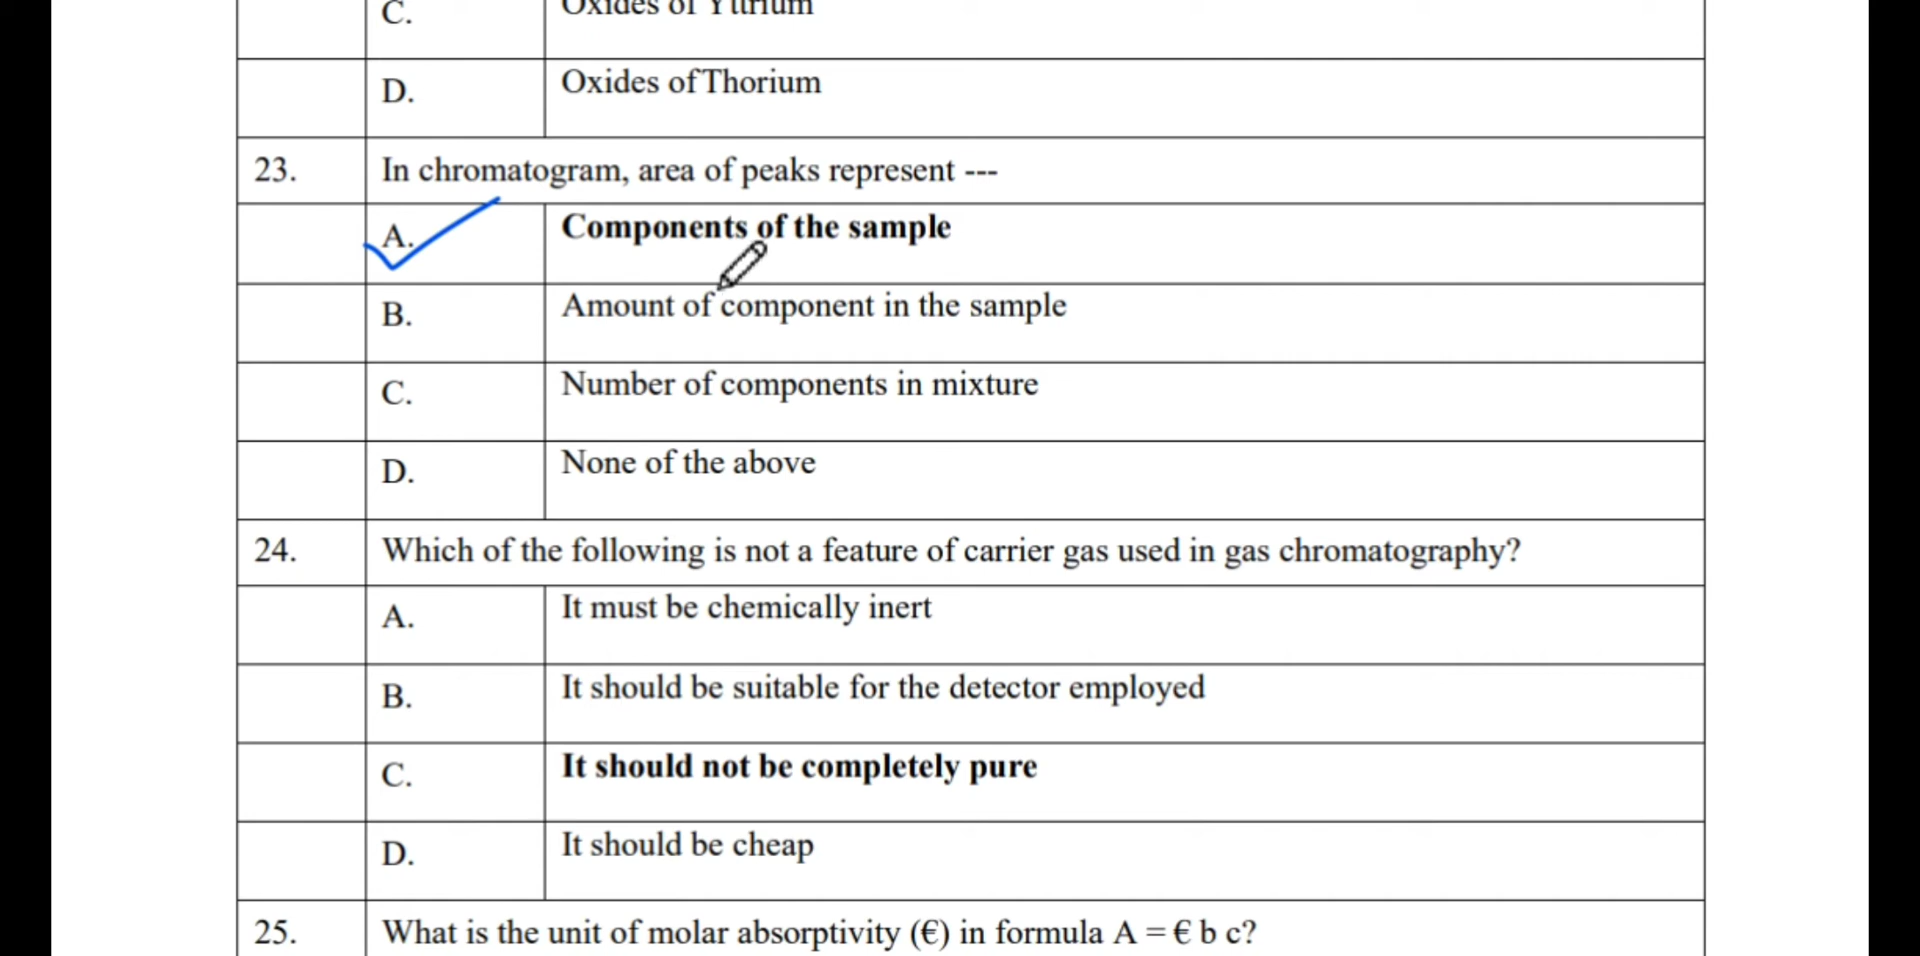 C. Oxides of Yttrium
D. Oxides of Thorium
23. In chromatogram, area of peaks represent ---
A. Components of the sample
B. Amount of component in the sample
C. Number of components in mixture
D. None of the above
24. Which of the following is not a feature of carrier gas used in gas chromatography?
A. It must be chemically inert
B. It should be suitable for the detector employed
C. It should not be completely pure
D. It should be cheap
25. What is the unit of molar absorptivity (€) in formula A = € b c?